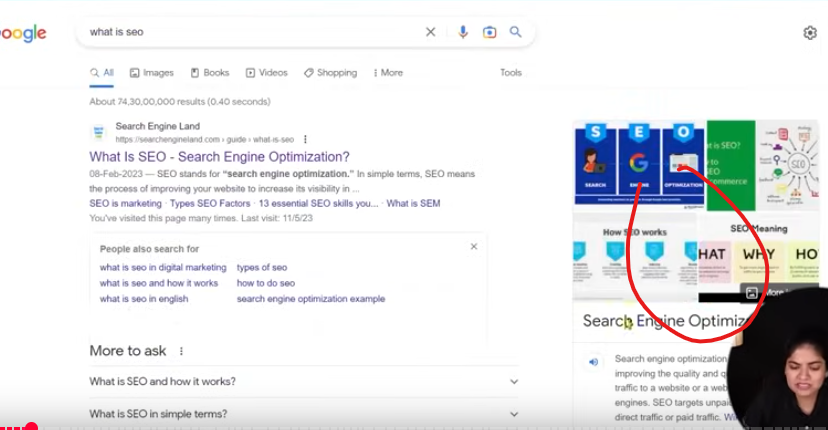 oogle
what is seo
All Images Books Videos Shopping More Tools
About 74,30,00,000 results (0.40 seconds)
Search Engine Land
https://searchengineland.com › guide › what-is-seo
What Is SEO - Search Engine Optimization?
08-Feb-2023 — SEO stands for “search engine optimization.” In simple terms, SEO means
the process of improving your website to increase its visibility in ...
SEO is marketing · Types SEO Factors · 13 essential SEO skills you... · What is SEM
You've visited this page many times. Last visit: 11/5/23
People also search for
what is seo in digital marketing types of seo
what is seo and how it works how to do seo
what is seo in english search engine optimization example
More to ask
What is SEO and how it works?
What is SEO in simple terms?
S E O
SEARCH ENGINE OPTIMIZATION
at is SEO?
y to
SEO
ommerce
SEO
How SEO works
SEO Meaning
HAT WHY HO
More
Search Engine Optimiz
Search engine optimization
improving the quality and q
traffic to a website or a web
engines. SEO targets unpai
direct traffic or paid traffic. Wi